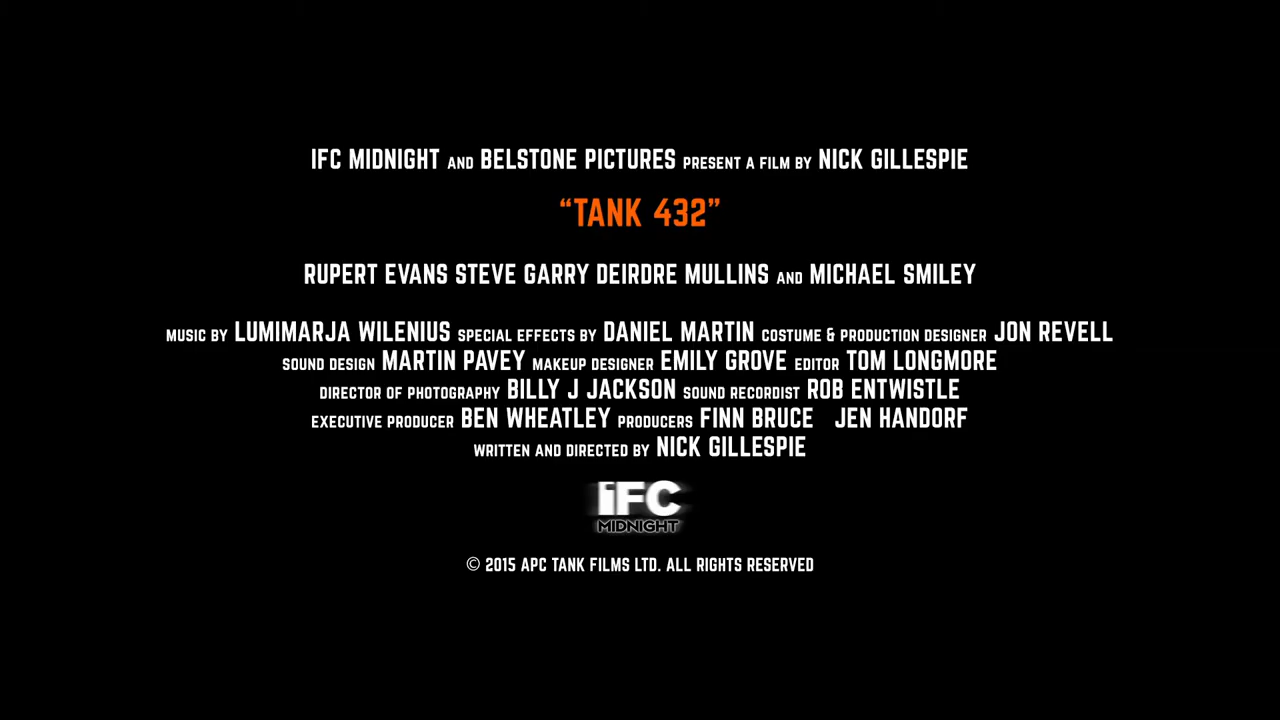 IFC MIDNIGHT AND BELSTONE PICTURES PRESENT A FILM BY NICK GILLESPIE
“TANK 432”
RUPERT EVANS STEVE GARRY DEIRDRE MULLINS AND MICHAEL SMILEY
MUSIC BY LUMIMARJA WILENIUS SPECIAL EFFECTS BY DANIEL MARTIN COSTUME & PRODUCTION DESIGNER JON REVELL
SOUND DESIGN MARTIN PAVEY MAKEUP DESIGNER EMILY GROVE EDITOR TOM LONGMORE
DIRECTOR OF PHOTOGRAPHY BILLY J JACKSON SOUND RECORDIST ROB ENTWISTLE
EXECUTIVE PRODUCER BEN WHEATLEY PRODUCERS FINN BRUCE JEN HANDORF
WRITTEN AND DIRECTED BY NICK GILLESPIE
iFC
MIDNIGHT
© 2015 APC TANK FILMS LTD. ALL RIGHTS RESERVED